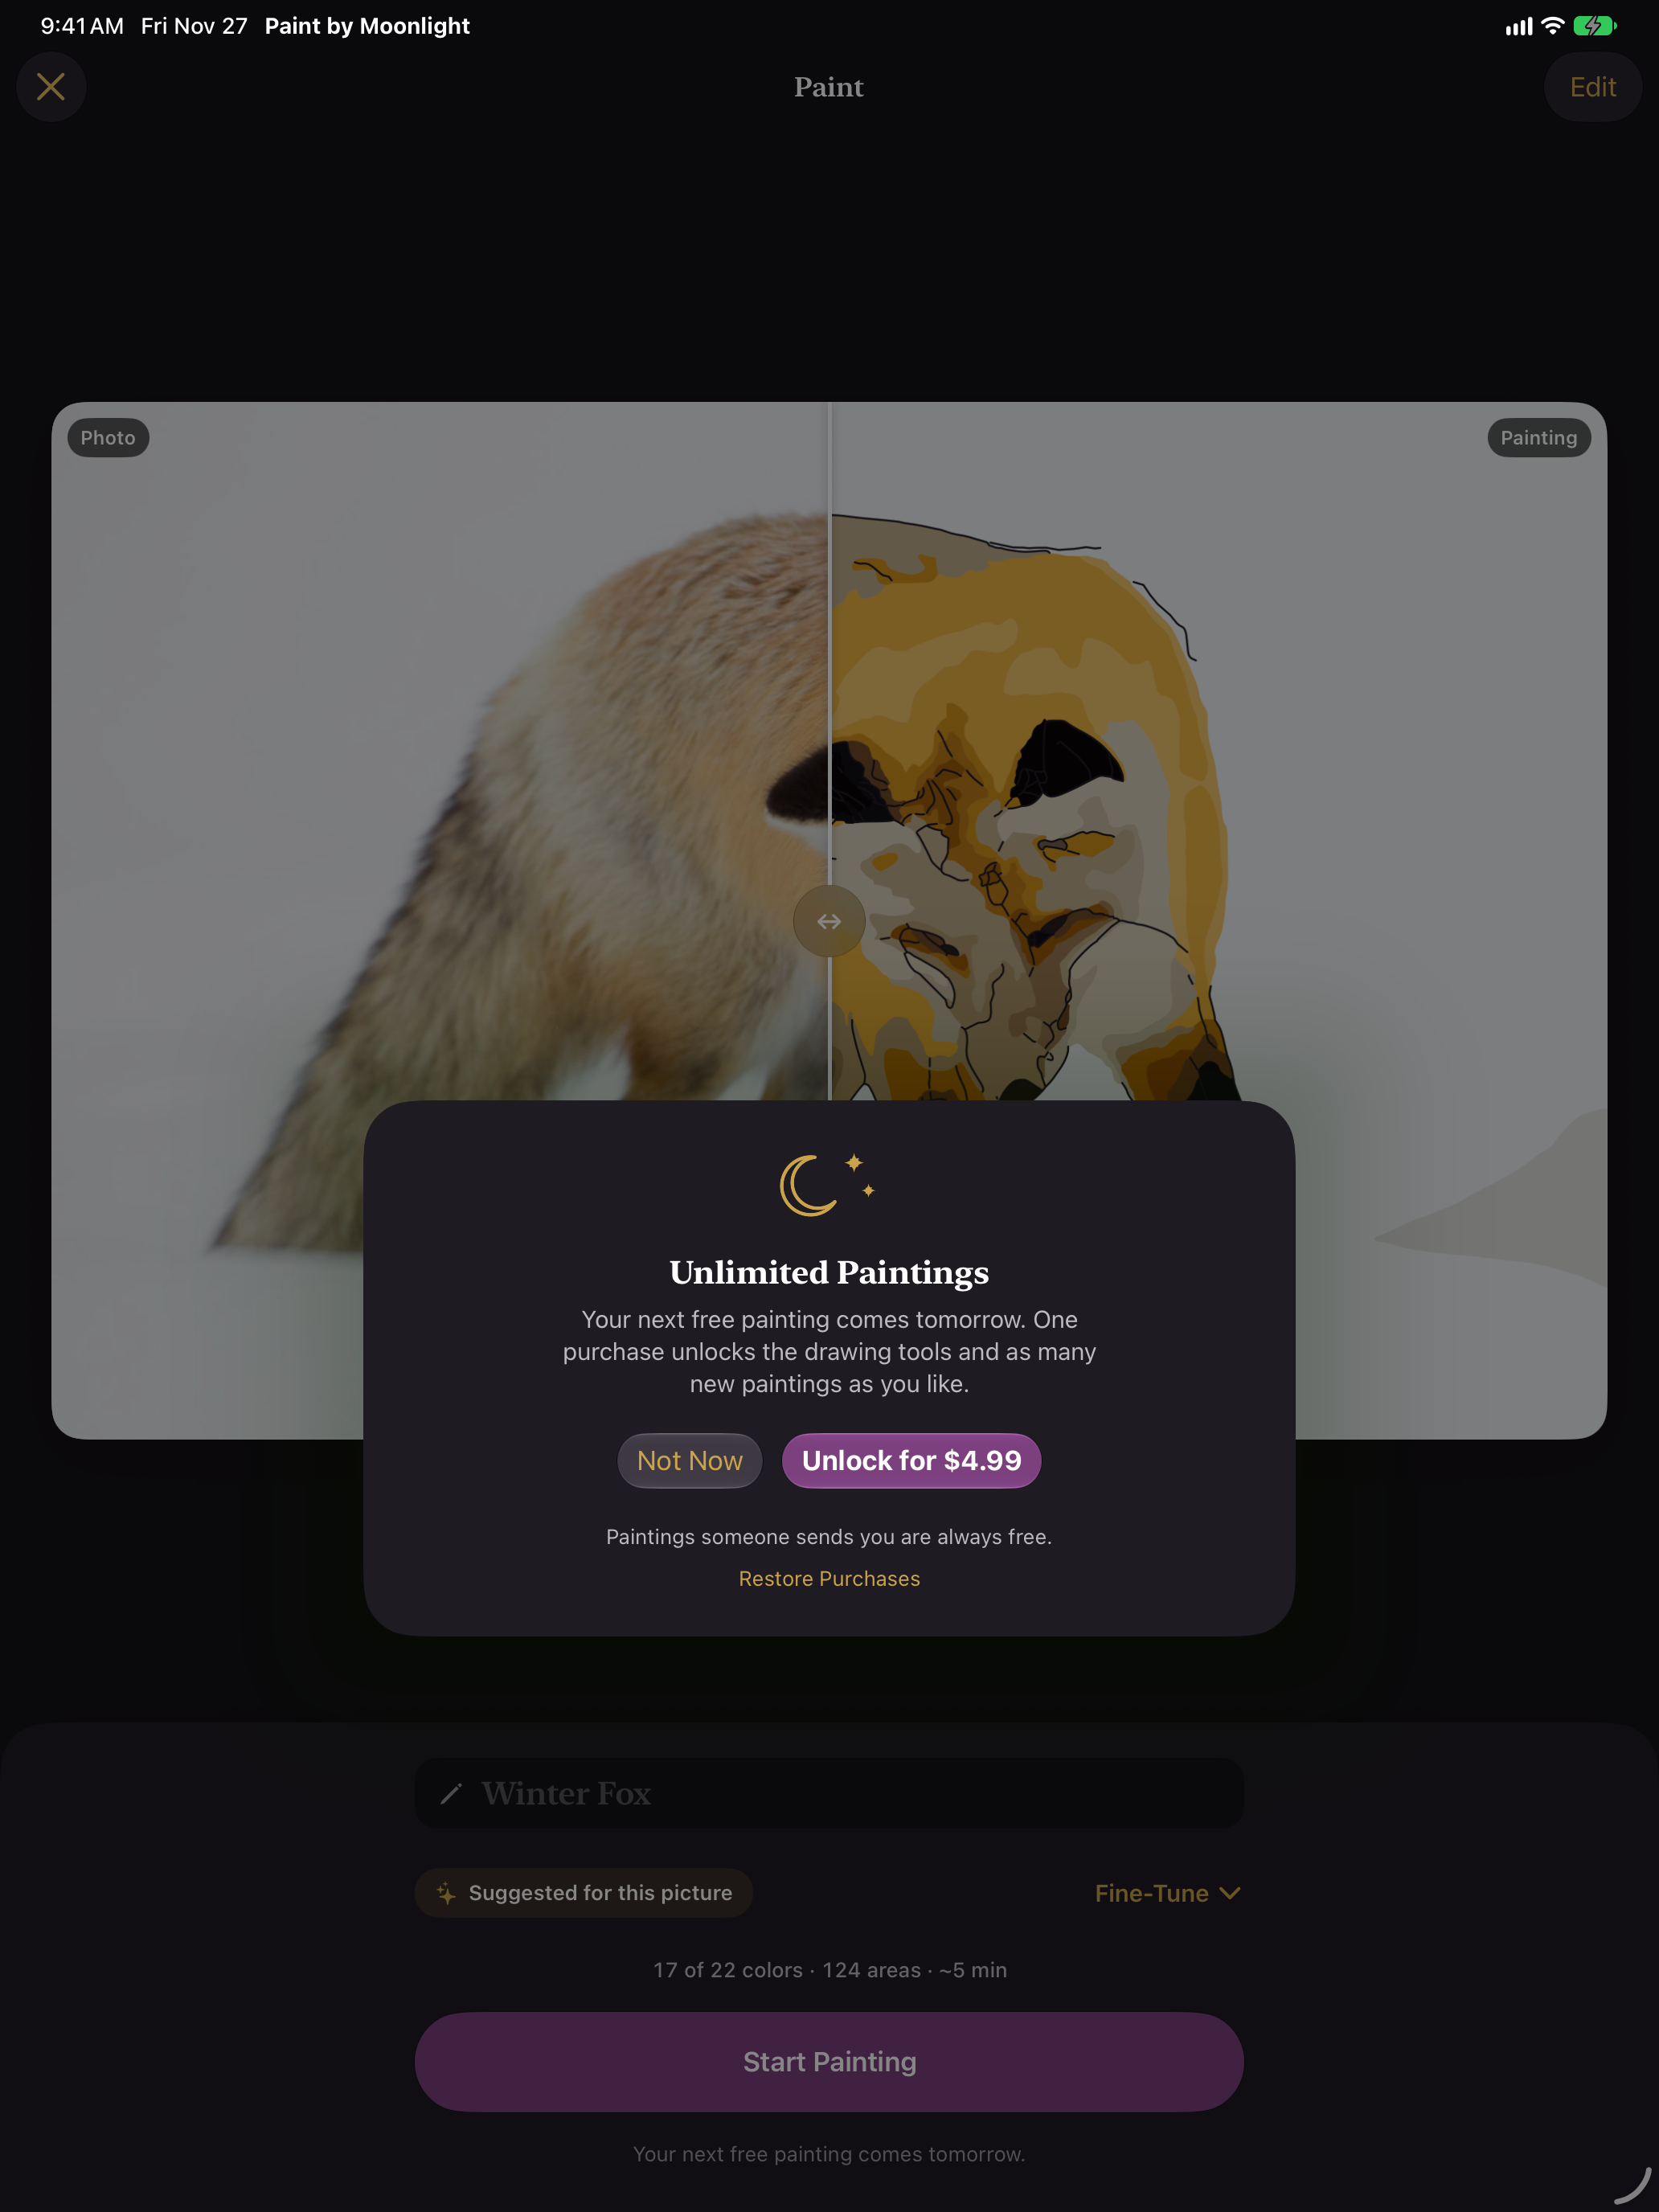 9:41 AM Fri Nov 27 Paint by Moonlight
Paint
Edit
Photo
Painting
Unlimited Paintings
Your next free painting comes tomorrow. One
purchase unlocks the drawing tools and as many
new paintings as you like.
Not Now
Unlock for $4.99
Paintings someone sends you are always free.
Restore Purchases
Winter Fox
Suggested for this picture
Fine-Tune
17 of 22 colors · 124 areas · ~5 min
Start Painting
Your next free painting comes tomorrow.